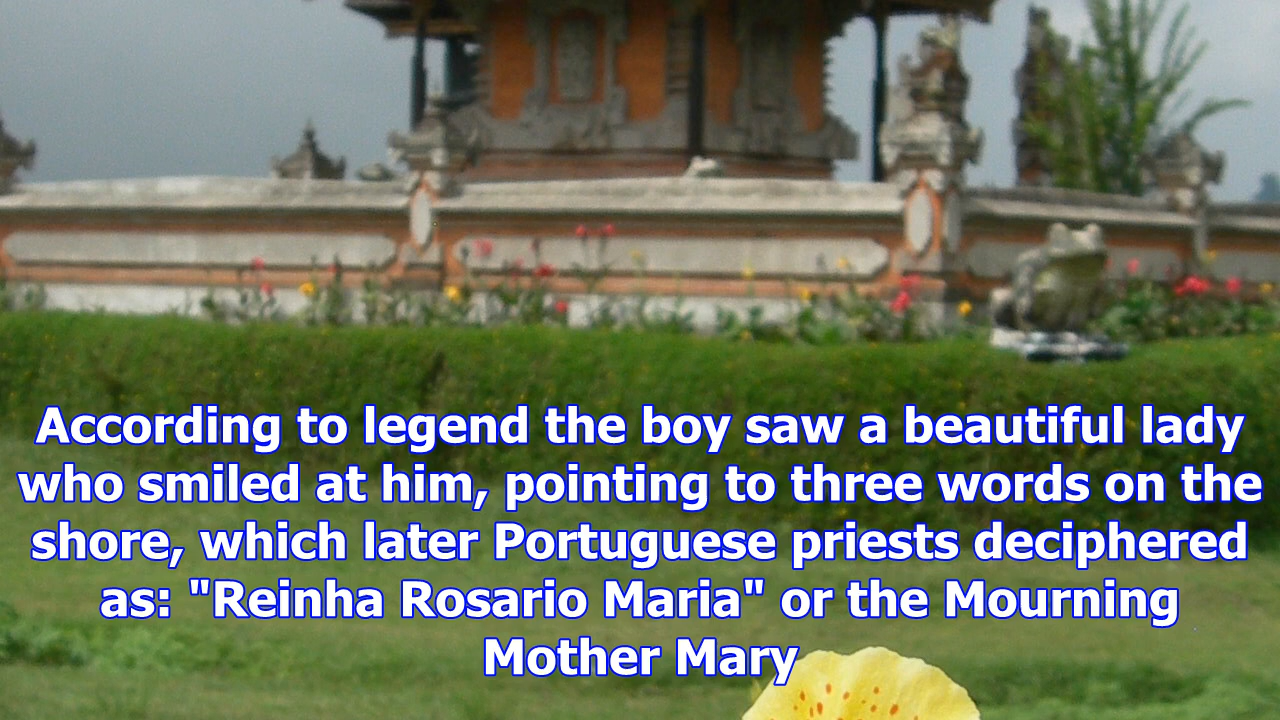 According to legend the boy saw a beautiful lady
who smiled at him, pointing to three words on the
shore, which later Portuguese priests deciphered
as: "Reinha Rosario Maria" or the Mourning
Mother Mary